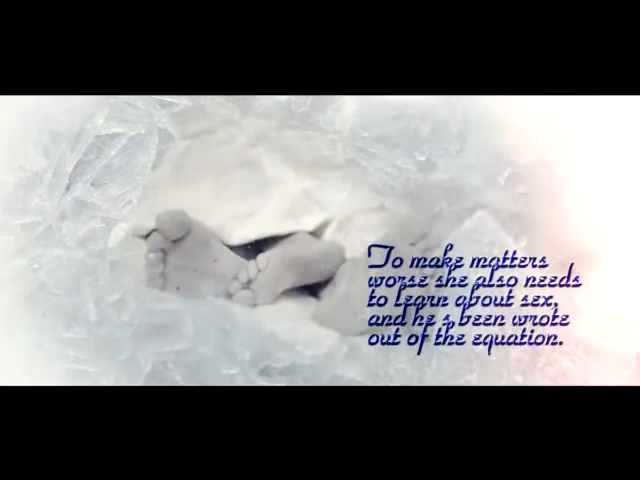 To make matters
worse she also needs
to learn about sex,
and he s been wrote
out of the equation.